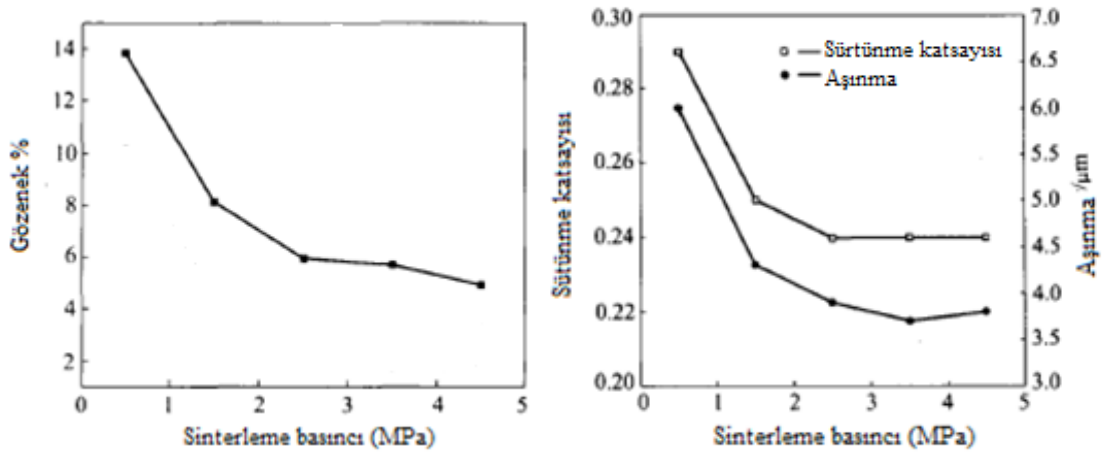 Gözenek %
14
12
10
8
6
4
2
0 1 2 3 4 5
Sinterleme basıncı (MPa)
Sütünme katsayısı
0.30
0.28
0.26
0.24
0.22
0.20
Sürtünme katsayısı
Aşınma
7.0
6.5
6.0
5.5
5.0
4.5
4.0
3.5
3.0
Aşınma /µm
0 1 2 3 4 5
Sinterleme basıncı (MPa)